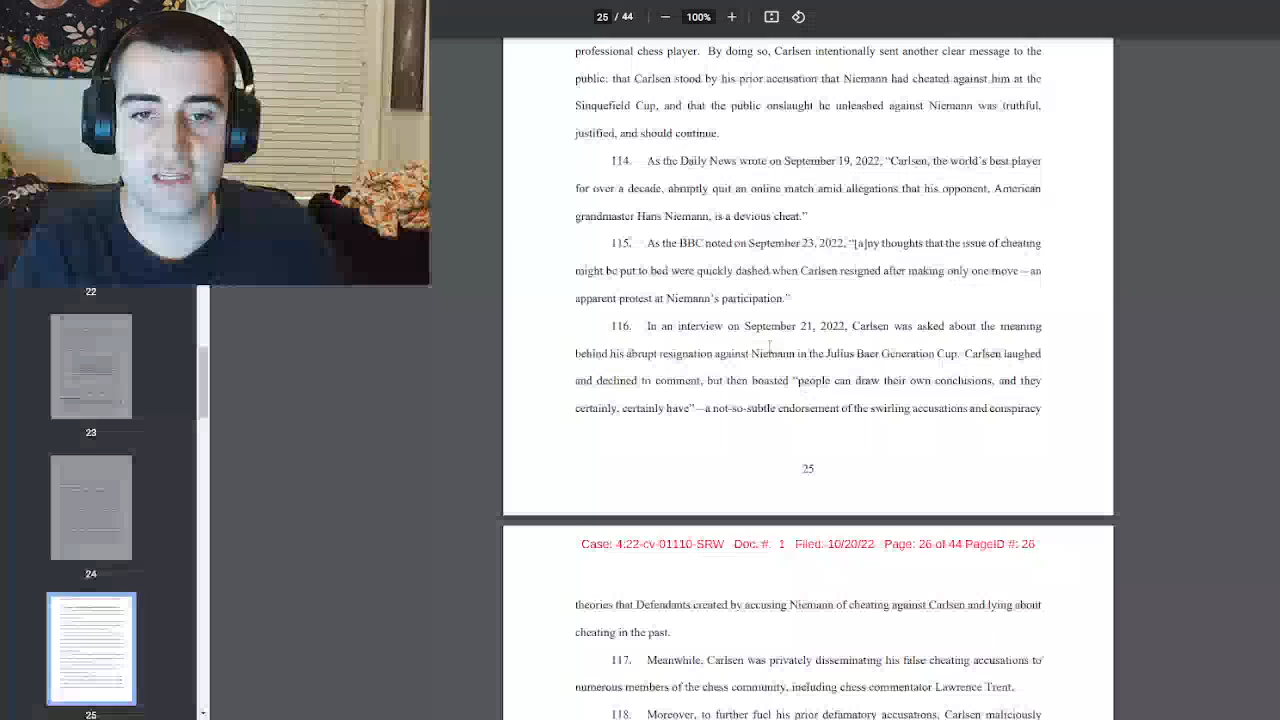 25 / 44
100%
22
23
24
25
professional chess player. By doing so, Carlsen intentionally sent another clear message to the
public: that Carlsen stood by his prior accusation that Niemann had cheated against him at the
Sinquefield Cup, and that the public onslaught he unleashed against Niemann was truthful,
justified, and should continue.
114. As the Daily News wrote on September 19, 2022, “Carlsen, the world’s best player
for over a decade, abruptly quit an online match amid allegations that his opponent, American
grandmaster Hans Niemann, is a devious cheat.”
115. As the BBC noted on September 23, 2022, “[a]ny thoughts that the issue of cheating
might be put to bed were quickly dashed when Carlsen resigned after making only one move—an
apparent protest at Niemann’s participation.”
116. In an interview on September 21, 2022, Carlsen was asked about the meaning
behind his abrupt resignation against Niemann in the Julius Baer Generation Cup. Carlsen laughed
and declined to comment, but then boasted “people can draw their own conclusions, and they
certainly, certainly have”—a not-so-subtle endorsement of the swirling accusations and conspiracy
25
Case: 4:22-cv-01110-SRW Doc. #: 1 Filed: 10/20/22 Page: 26 of 44 PageID #: 26
theories that Defendants created by accusing Niemann of cheating against Carlsen and lying about
cheating in the past.
117. Meanwhile, Carlsen was privately disseminating his false cheating accusations to
numerous members of the chess community, including chess commentator Lawrence Trent.
118. Moreover, to further fuel his prior defamatory accusations, Carlsen maliciously